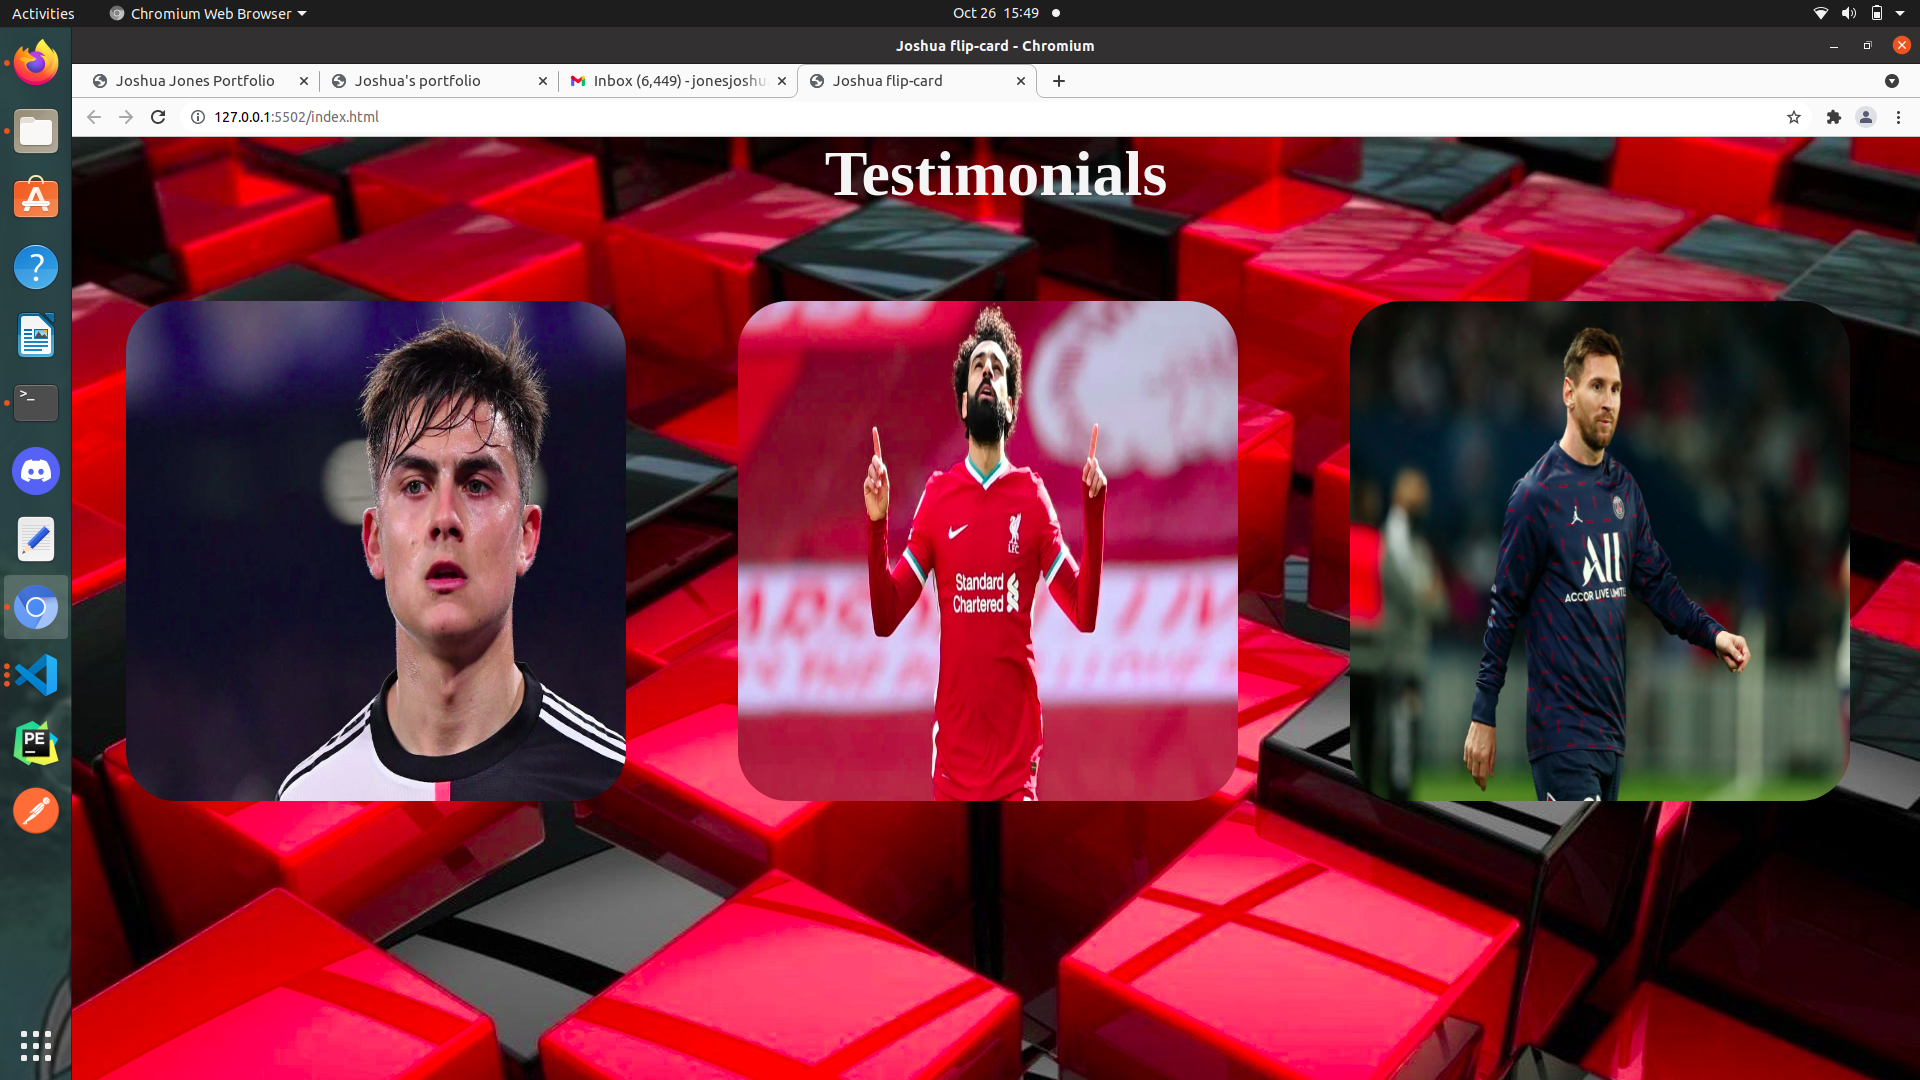 Activities
Chromium Web Browser
Oct 26 15:49
Joshua flip-card - Chromium
Joshua Jones Portfolio
Joshua's portfolio
Inbox (6,449) - jonesjoshu
Joshua flip-card
127.0.0.1:5502/index.html
Testimonials
>_
PE
LFC
Standard
Chartered
ALL
ACCOR LIVE LIMITL